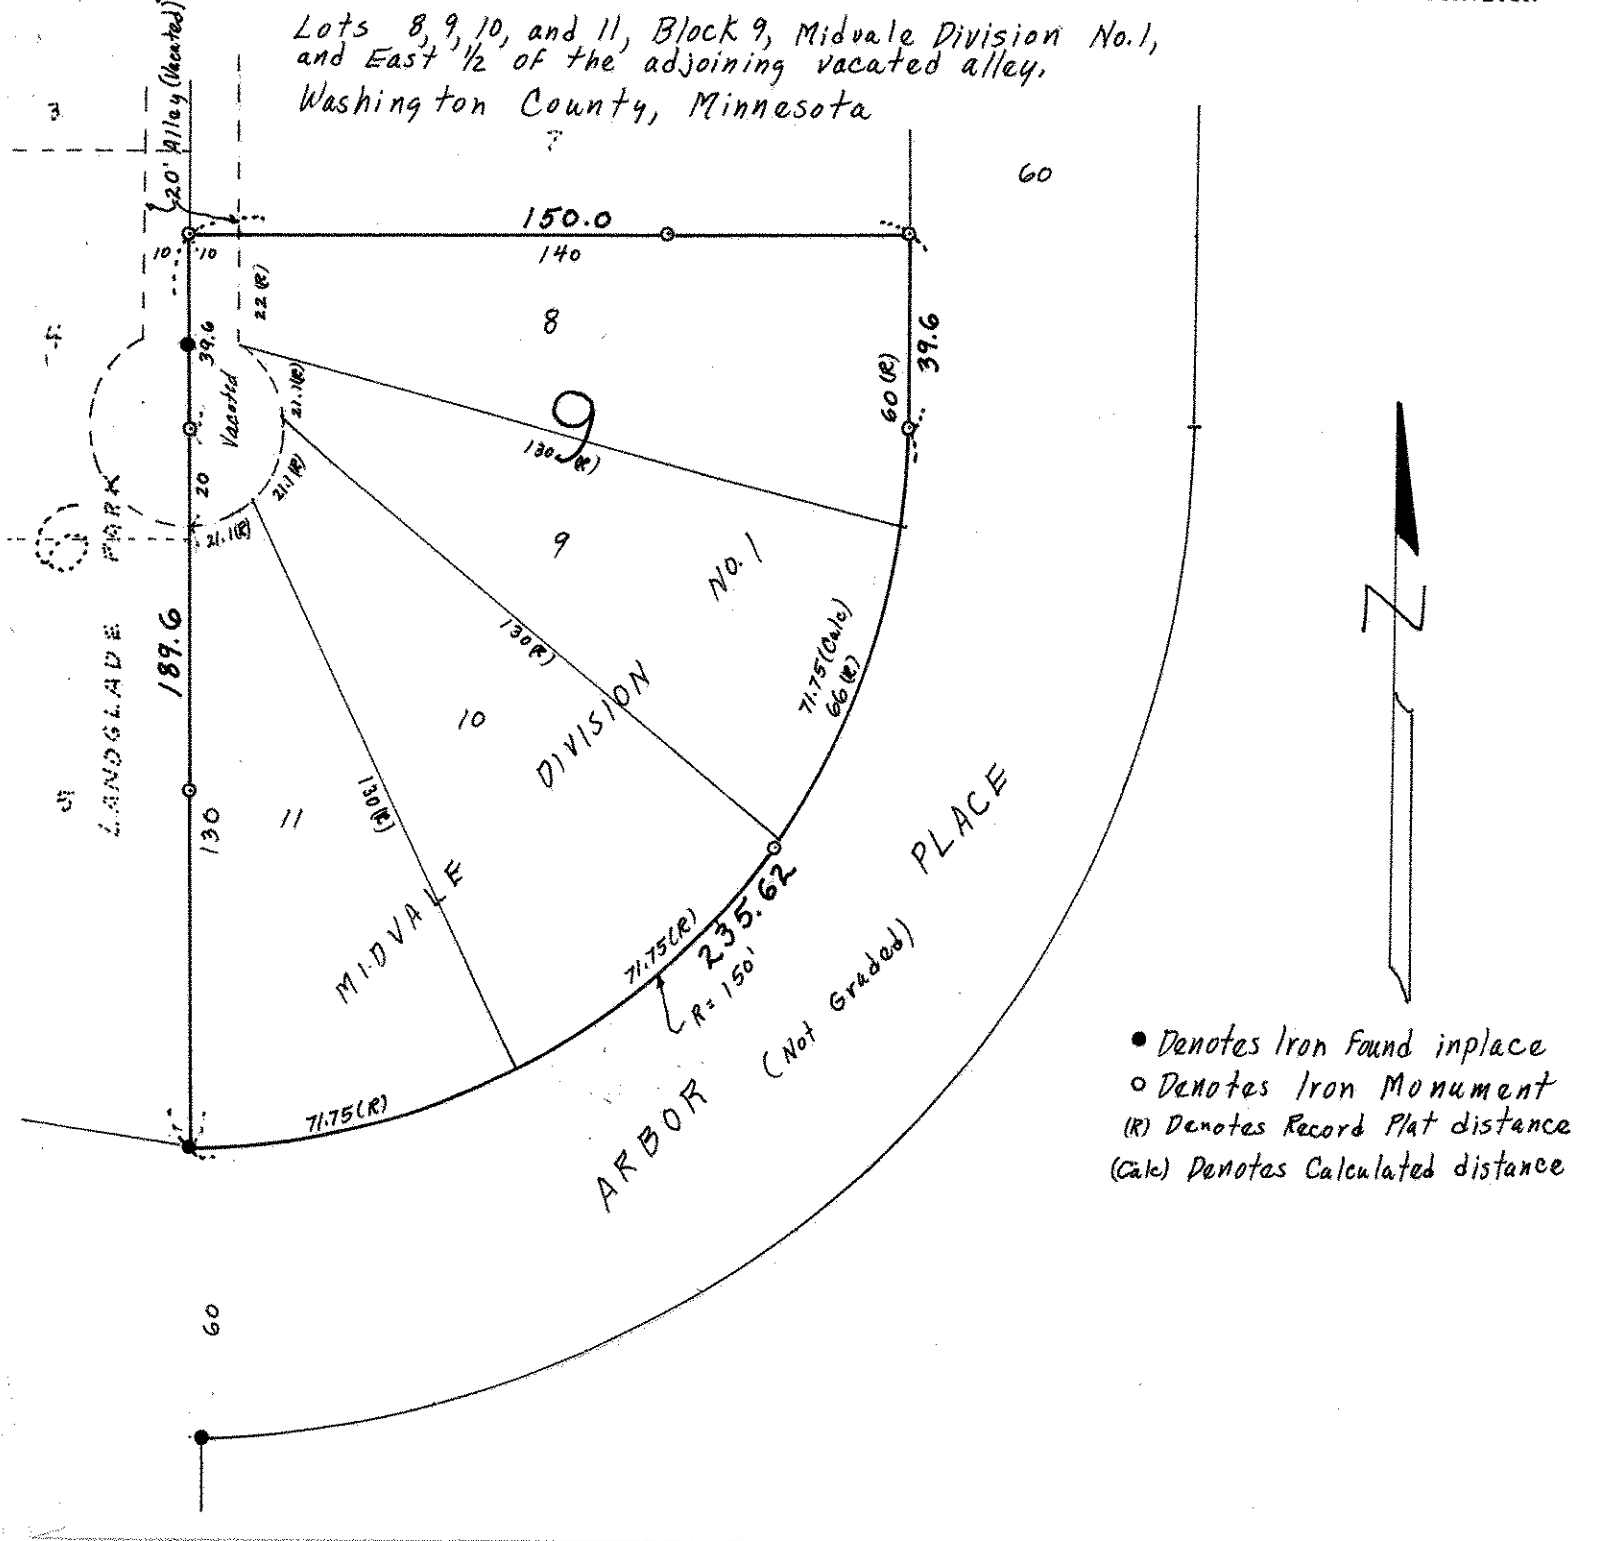 Lots 8, 9, 10, and 11, Block 9, Midvale Division No. 1,
and East 1/2 of the adjoining vacated alley,
Washington County, Minnesota
20' Alley (Vacated)
3
7
60
150.0
140
10
10
22 (R)
8
39.6
39.6
60 (R)
4
Vacated
21.1(R)
9
130 (R)
20
21.1(R)
21.1(R)
9
No. 1
LANDGLADE PARK
189.6
130(R)
71.75(Calc)
66(R)
10
DIVISION
5
130
11
130(R)
MIDVALE
71.75(R)
235.62
R=150'
71.75(R)
ARBOR PLACE
(Not Graded)
60
N
Denotes Iron Found inplace
Denotes Iron Monument
(R) Denotes Record Plat distance
(Calc) Denotes Calculated distance